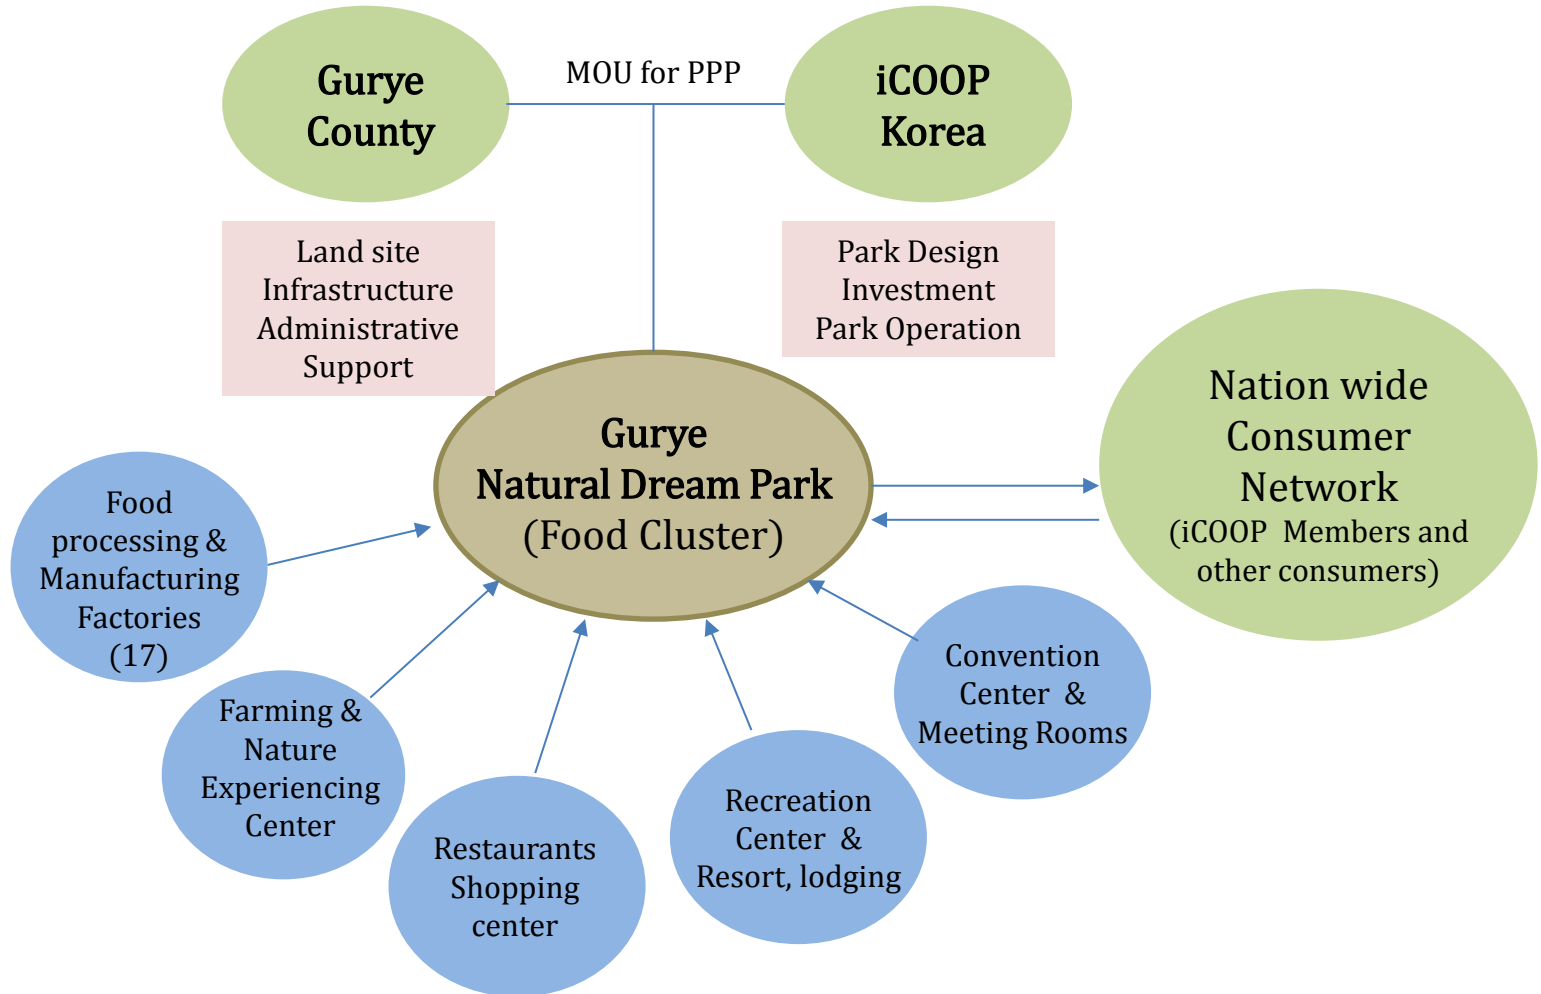 Gurye
County
MOU for PPP
iCOOP
Korea
Land site
Infrastructure
Administrative
Support
Park Design
Investment
Park Operation
Gurye
Natural Dream Park
(Food Cluster)
Nation wide
Consumer
Network
(iCOOP Members and
other consumers)
Food
processing &
Manufacturing
Factories
(17)
Farming &
Nature
Experiencing
Center
Restaurants
Shopping
center
Recreation
Center &
Resort, lodging
Convention
Center &
Meeting Rooms